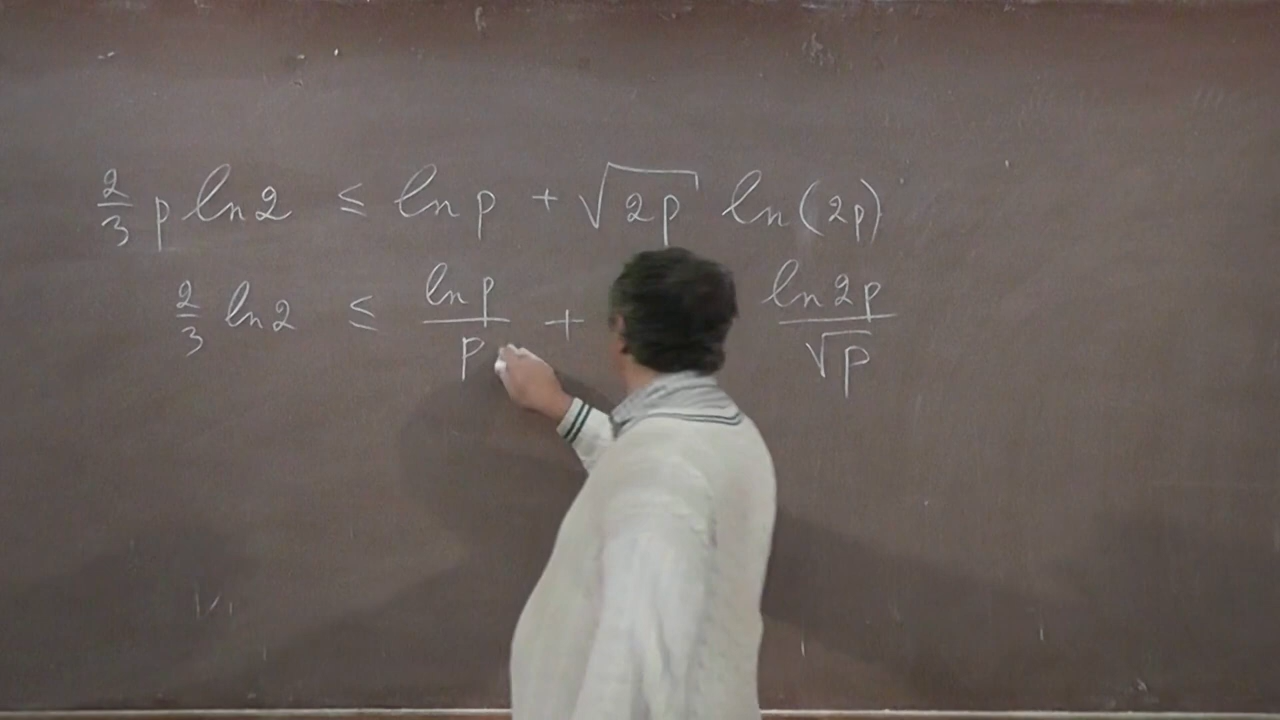 2/3 p ln 2 ≤ ln p + √(2p) ln(2p)
2/3 ln 2 ≤ ln p / p + ln 2p / √p